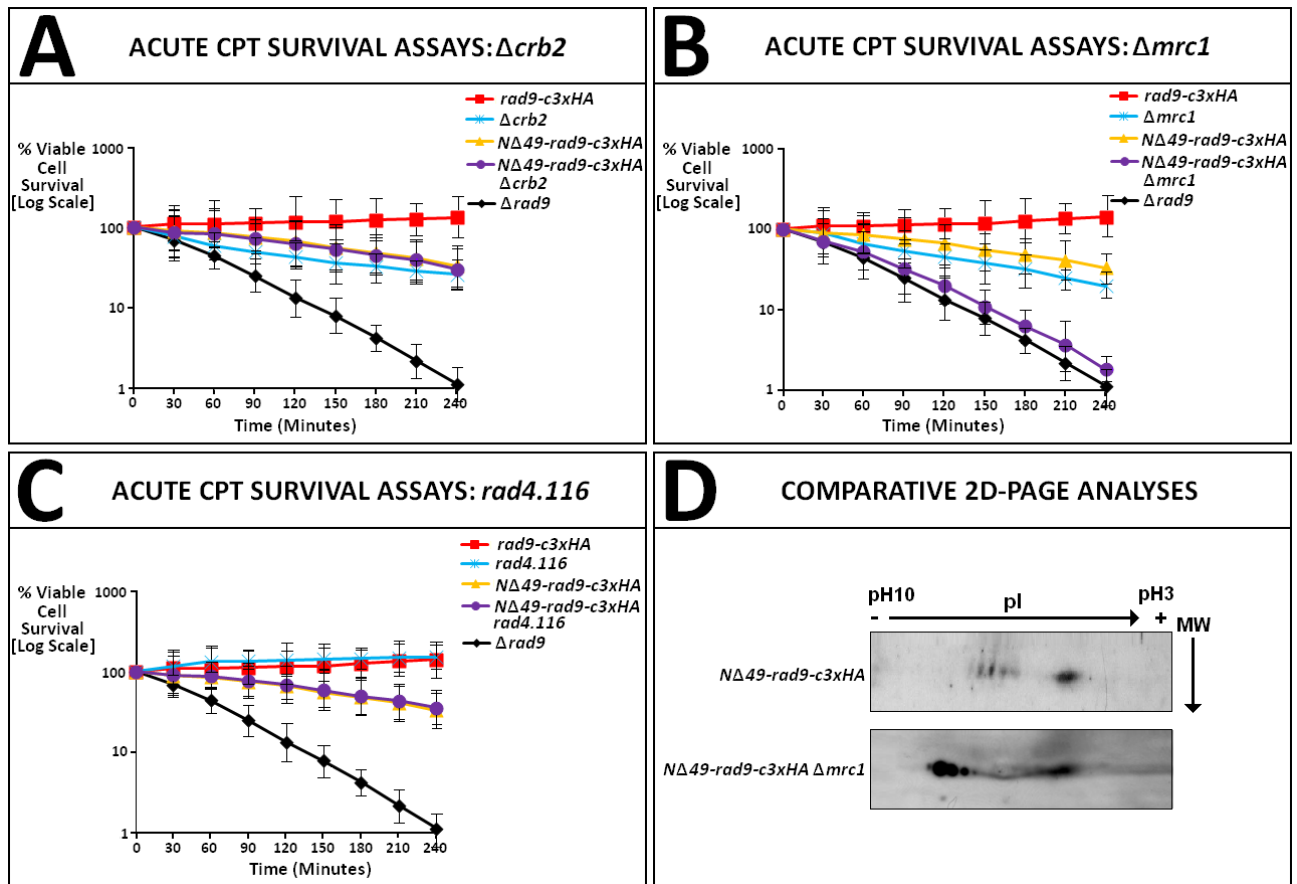 A
ACUTE CPT SURVIVAL ASSAYS: Δcrb2
rad9-c3xHA
Δcrb2
NΔ49-rad9-c3xHA
NΔ49-rad9-c3xHA
Δcrb2
Δrad9
% Viable
Cell
Survival
[Log Scale]
1000
100
10
1
0 30 60 90 120 150 180 210 240
Time (Minutes)
B
ACUTE CPT SURVIVAL ASSAYS: Δmrc1
rad9-c3xHA
Δmrc1
NΔ49-rad9-c3xHA
NΔ49-rad9-c3xHA
Δmrc1
Δrad9
% Viable
Cell
Survival
[Log Scale]
1000
100
10
1
0 30 60 90 120 150 180 210 240
Time (Minutes)
C
ACUTE CPT SURVIVAL ASSAYS: rad4.116
rad9-c3xHA
rad4.116
NΔ49-rad9-c3xHA
NΔ49-rad9-c3xHA
rad4.116
Δrad9
% Viable
Cell
Survival
[Log Scale]
1000
100
10
1
0 30 60 90 120 150 180 210 240
Time (Minutes)
D
COMPARATIVE 2D-PAGE ANALYSES
pH10 pI pH3
- + MW
NΔ49-rad9-c3xHA
NΔ49-rad9-c3xHA Δmrc1